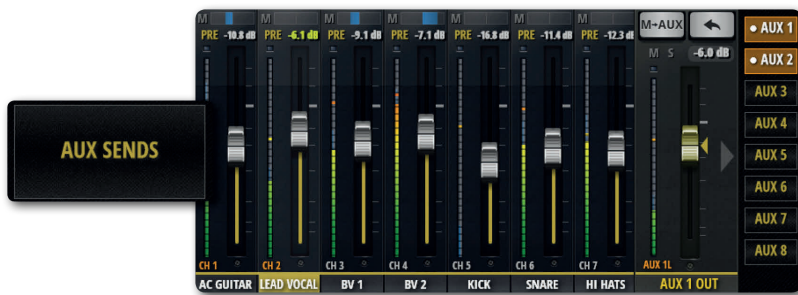 AUX SENDS
M M M M M M M
PRE -10.8 dB PRE -6.1 dB PRE -9.1 dB PRE -7.1 dB PRE -16.8 dB PRE -11.4 dB PRE -12.3 dB
CH 1 CH 2 CH 3 CH 4 CH 5 CH 6 CH 7
AC GUITAR LEAD VOCAL BV 1 BV 2 KICK SNARE HI HATS
M→AUX
M S -6.0 dB
AUX 1L
AUX 1 OUT
• AUX 1
• AUX 2
AUX 3
AUX 4
AUX 5
AUX 6
AUX 7
AUX 8